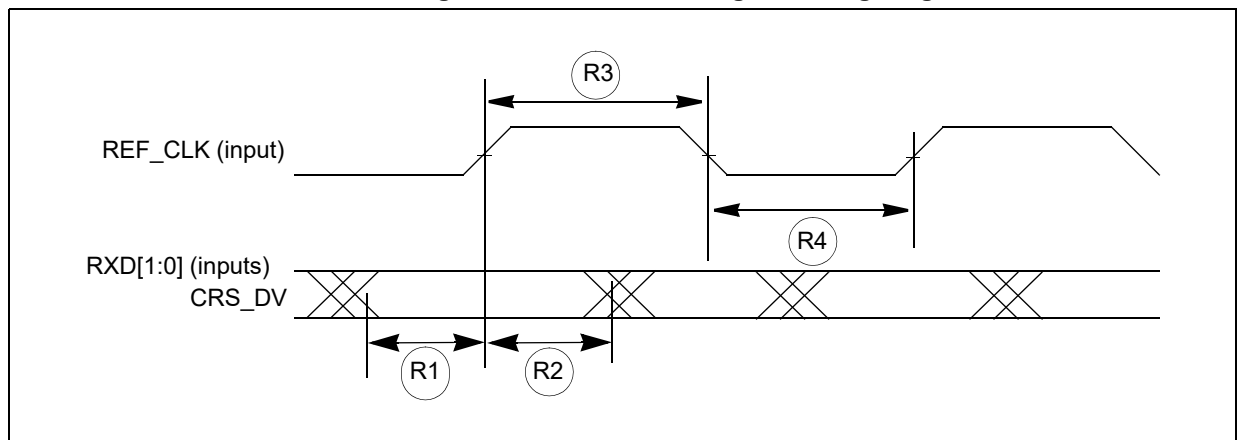 R3
REF_CLK (input)
R4
RXD[1:0] (inputs)
CRS_DV
R1
R2